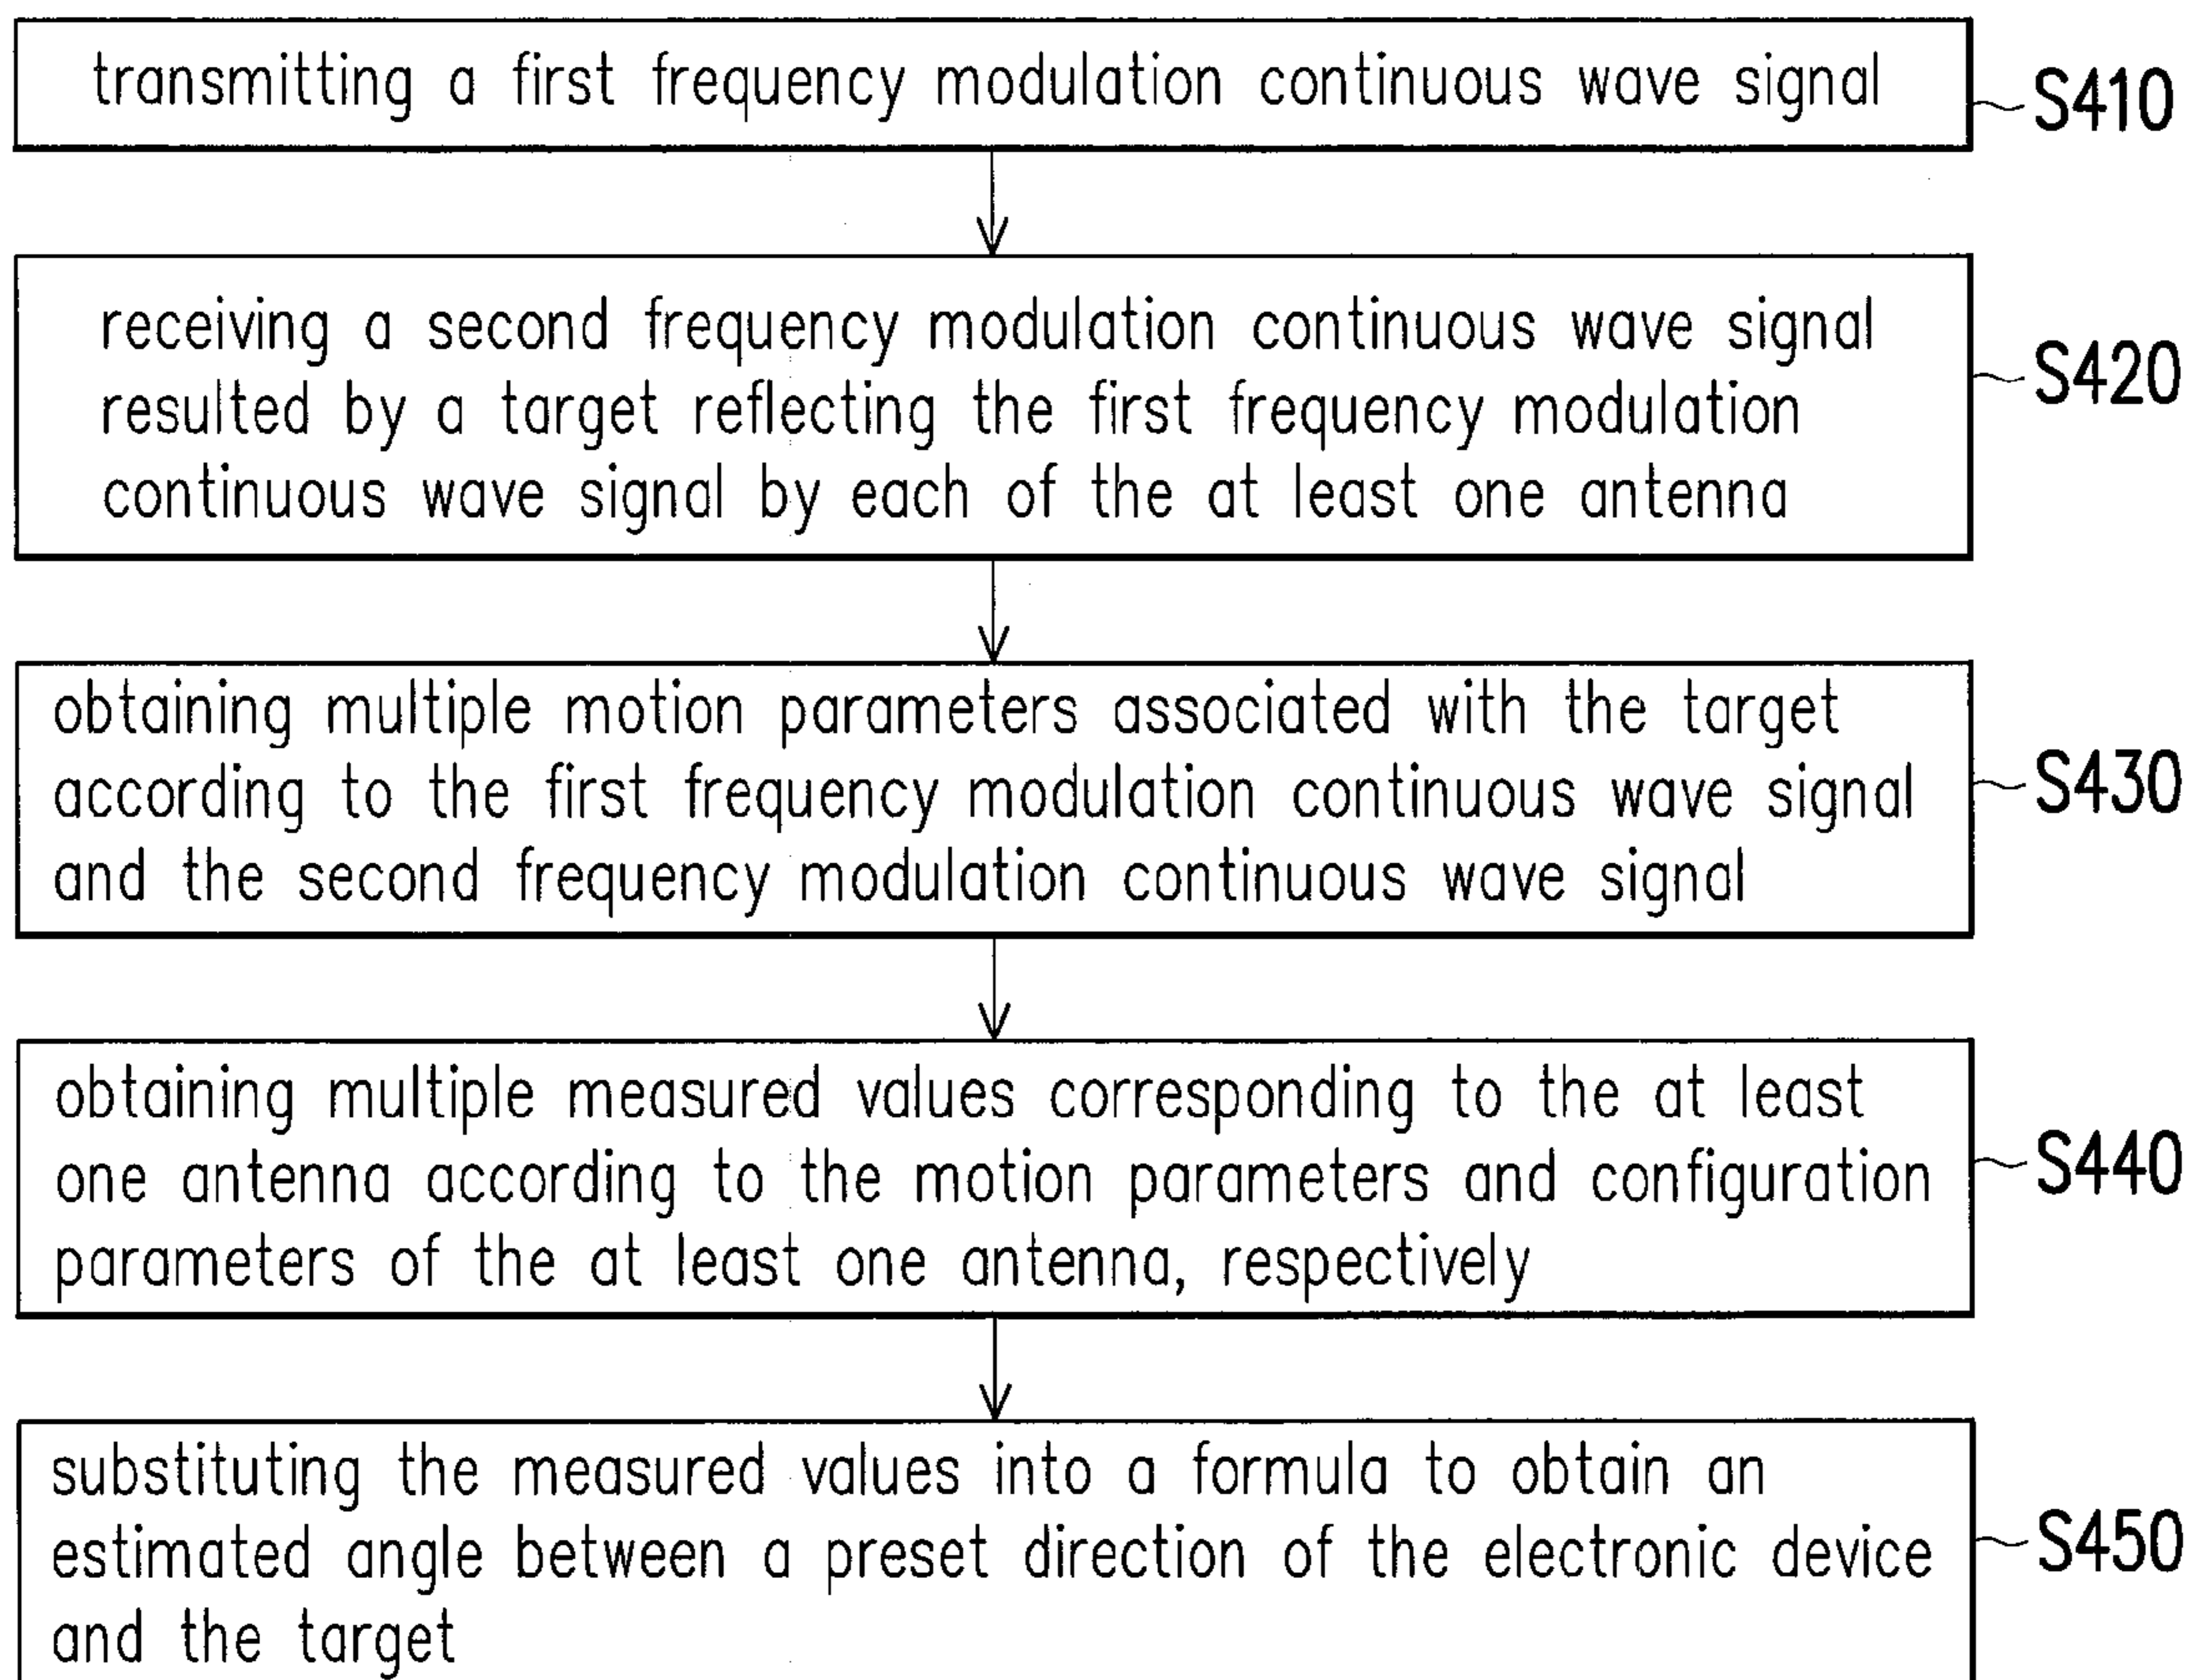 transmitting a first frequency modulation continuous wave signal
S410
receiving a second frequency modulation continuous wave signal
resulted by a target reflecting the first frequency modulation
continuous wave signal by each of the at least one antenna
S420
obtaining multiple motion parameters associated with the target
according to the first frequency modulation continuous wave signal
and the second frequency modulation continuous wave signal
S430
obtaining multiple measured values corresponding to the at least
one antenna according to the motion parameters and configuration
parameters of the at least one antenna, respectively
S440
substituting the measured values into a formula to obtain an
estimated angle between a preset direction of the electronic device
and the target
S450